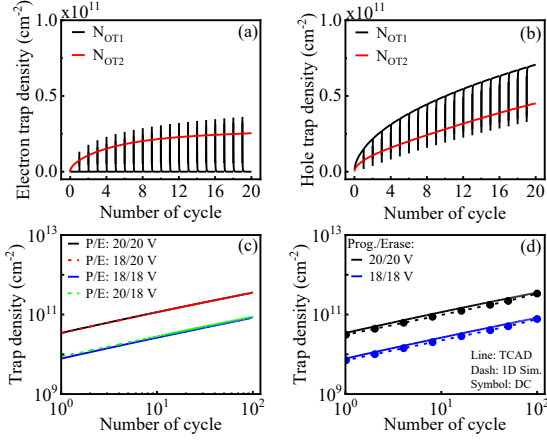 1.0x10¹¹
N_OT1
N_OT2
(a)
0.5
0.0
0 4 8 12 16 20
Number of cycle
Electron trap density (cm⁻²)
1.0x10¹¹
N_OT1
N_OT2
(b)
0.5
0.0
0 4 8 12 16 20
Number of cycle
Hole trap density (cm⁻²)
10¹³
P/E: 20/20 V
P/E: 18/20 V
P/E: 18/18 V
P/E: 20/18 V
(c)
10¹¹
10⁹
10⁰ 10¹ 10²
Number of cycle
Trap density (cm⁻²)
10¹³
Prog./Erase:
20/20 V
18/18 V
(d)
10¹¹
Line: TCAD
Dash: 1D Sim.
Symbol: DC
10⁹
10⁰ 10¹ 10²
Number of cycle
Trap density (cm⁻²)